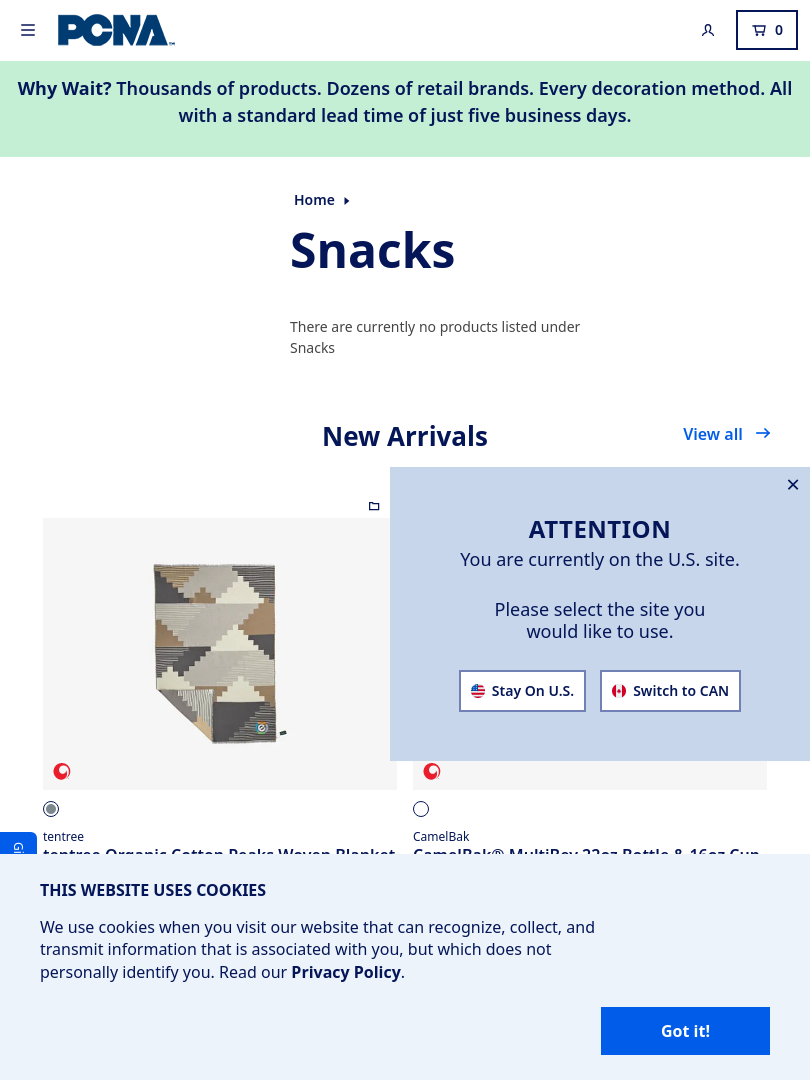 PCNA
0
Why Wait? Thousands of products. Dozens of retail brands. Every decoration method. All
with a standard lead time of just five business days.
Home
Snacks
There are currently no products listed under
Snacks
New Arrivals
View all
ATTENTION
You are currently on the U.S. site.
Please select the site you
would like to use.
Stay On U.S.
Switch to CAN
tentree
CamelBak
tentree Organic Cotton Peaks Woven Blanket
CamelBak® MultiBev 22oz Bottle & 16oz Cup
THIS WEBSITE USES COOKIES
We use cookies when you visit our website that can recognize, collect, and
transmit information that is associated with you, but which does not
personally identify you. Read our Privacy Policy.
Got it!